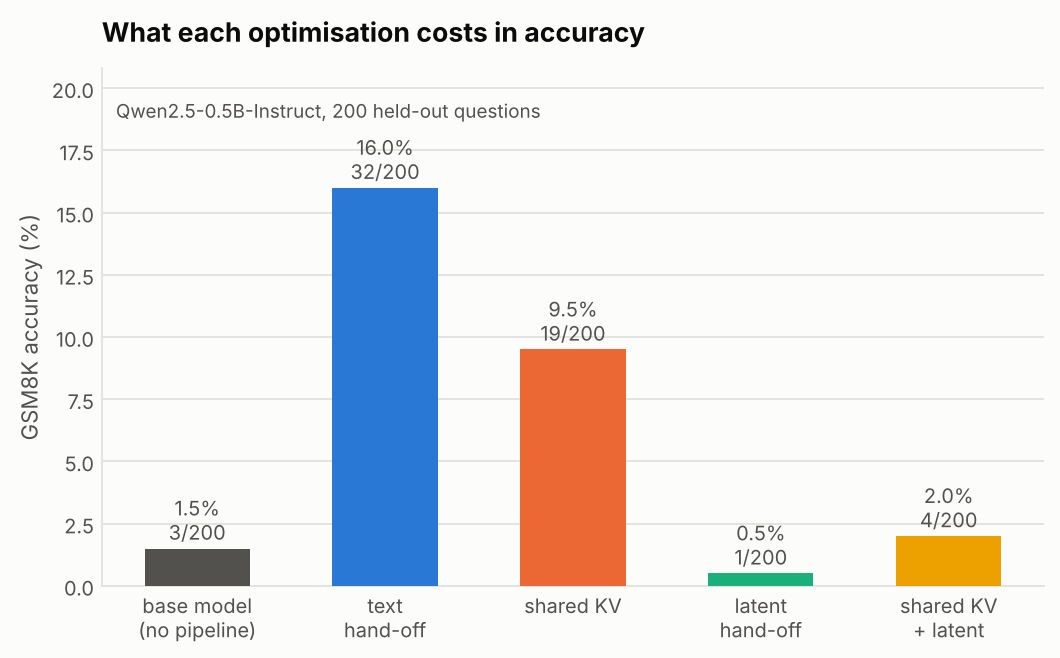 What each optimisation costs in accuracy
20.0
Qwen2.5-0.5B-Instruct, 200 held-out questions
17.5
15.0
12.5
10.0
7.5
5.0
2.5
0.0
GSM8K accuracy (%)
1.5%
3/200
16.0%
32/200
9.5%
19/200
0.5%
1/200
2.0%
4/200
base model
(no pipeline)
text
hand-off
shared KV
latent
hand-off
shared KV
+ latent